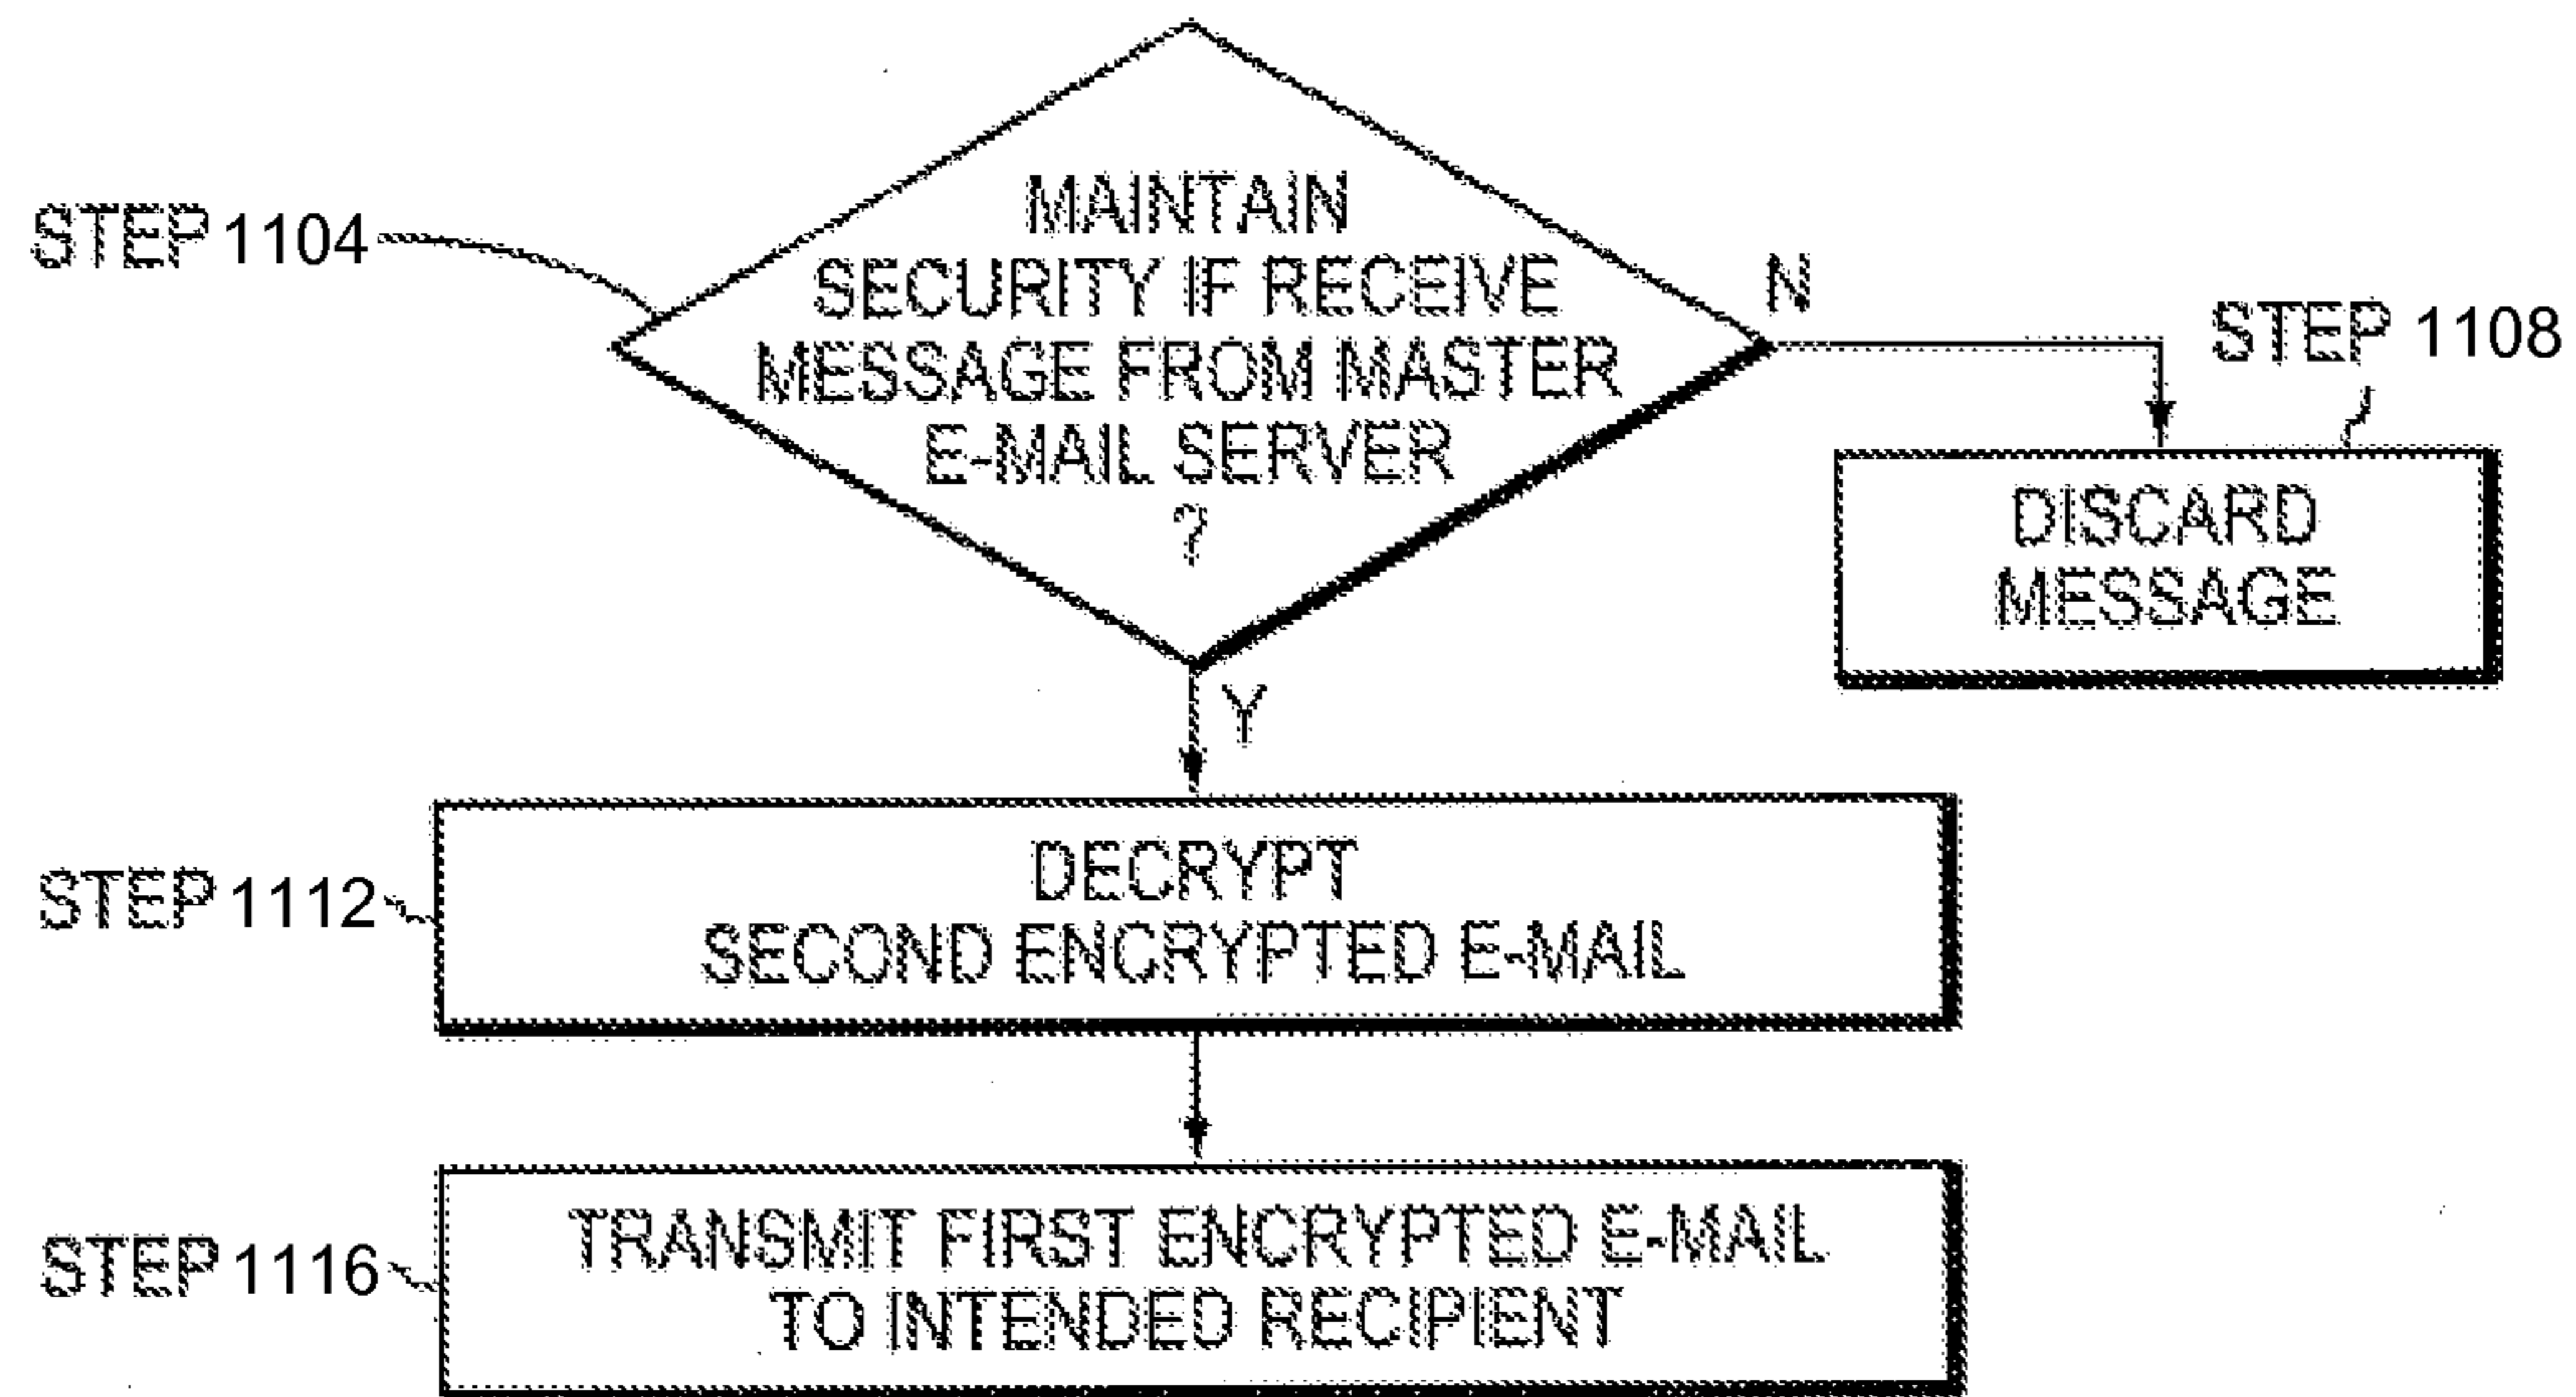 STEP 1104
MAINTAIN
SECURITY IF RECEIVE
MESSAGE FROM MASTER
E-MAIL SERVER
?
N
STEP 1108
DISCARD
MESSAGE
Y
STEP 1112
DECRYPT
SECOND ENCRYPTED E-MAIL
STEP 1116
TRANSMIT FIRST ENCRYPTED E-MAIL
TO INTENDED RECIPIENT